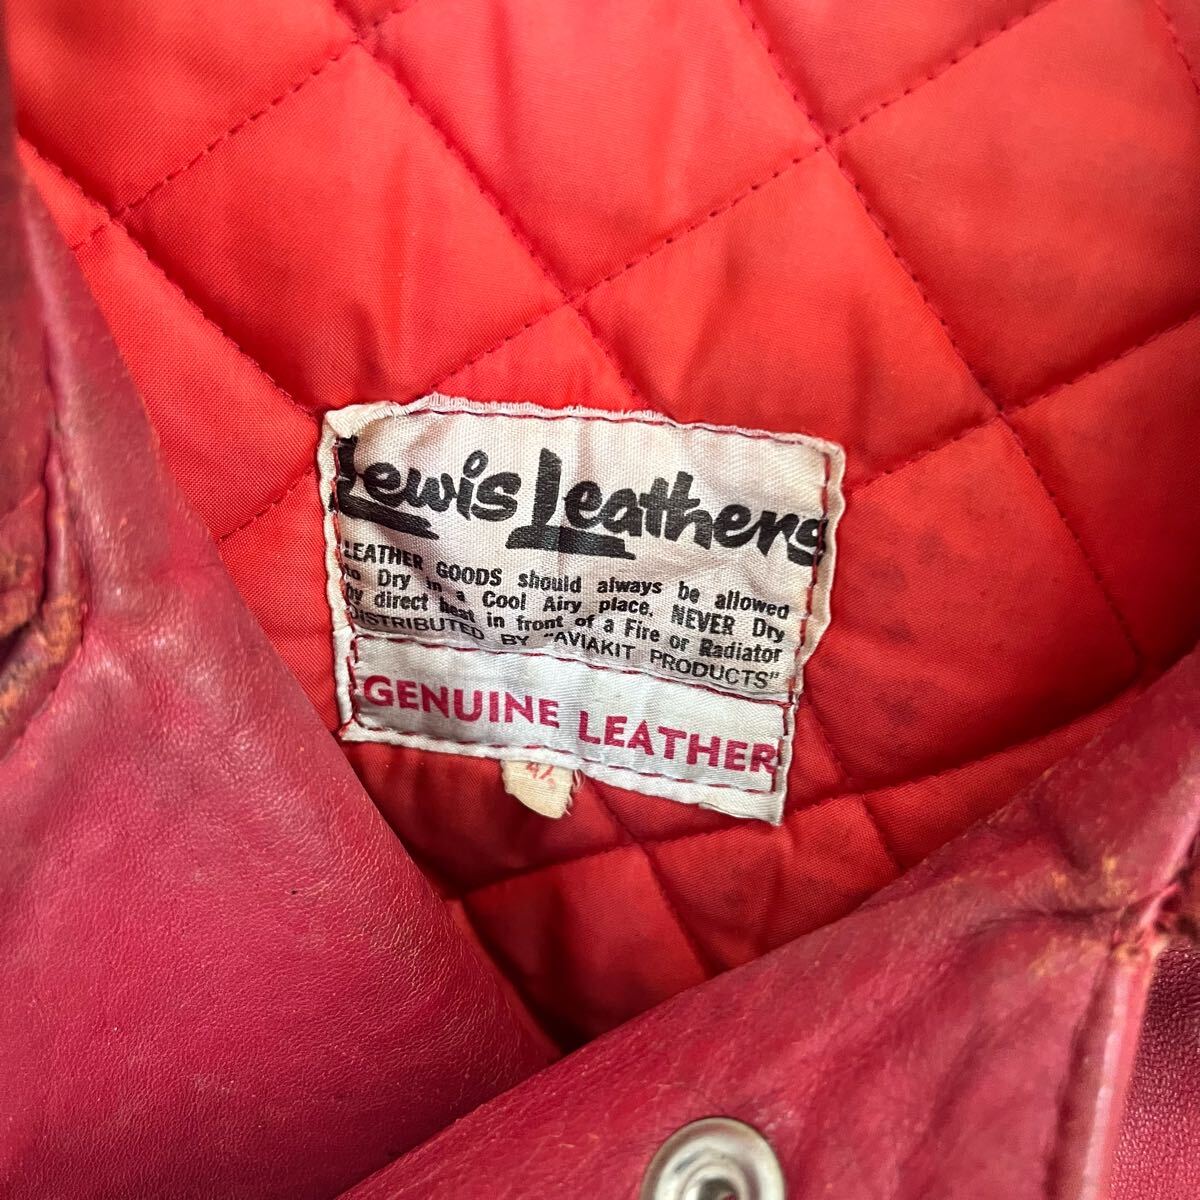 Lewis Leathers
LEATHER GOODS should always be allowed
to Dry in a Cool Airy place, NEVER Dry
by direct heat in front of a Fire or Radiator
DISTRIBUTED BY "AVIAKIT PRODUCTS"
GENUINE LEATHER